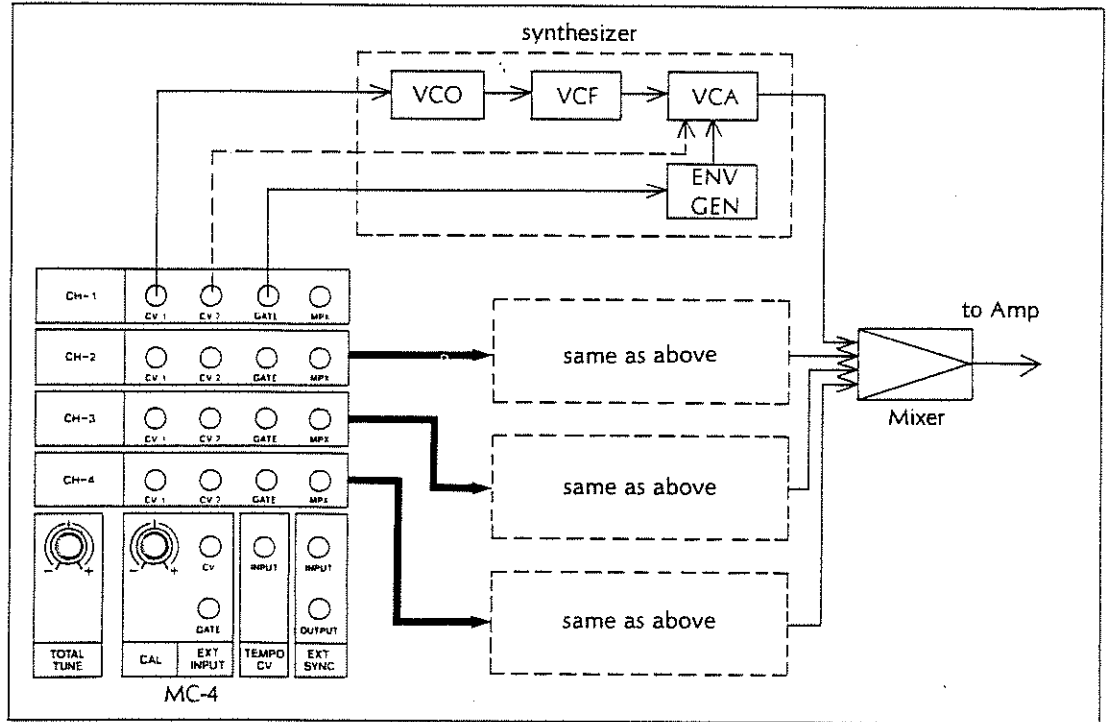 synthesizer
VCO
VCF
VCA
ENV
GEN
CH-1
CV 1
CV 2
GATE
MPX
CH-2
CV 1
CV 2
GATE
MPX
same as above
to Amp
Mixer
CH-3
CV 1
CV 2
GATE
MPX
same as above
CH-4
CV 1
CV 2
GATE
MPX
same as above
- +
- +
CV
GATE
INPUT
INPUT
OUTPUT
TOTAL
TUNE
CAL
EXT
INPUT
TEMPO
CV
EXT
SYNC
MC-4